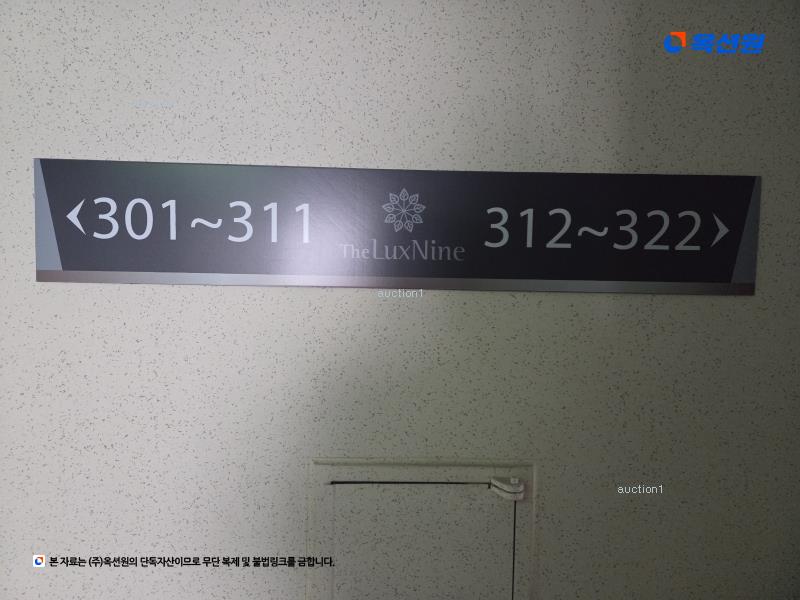 옥션원
301~311
The LuxNine
312~322
auction1
auction1
본 자료는 (주)옥션원의 단독자산이므로 무단 복제 및 불법링크를 금합니다.